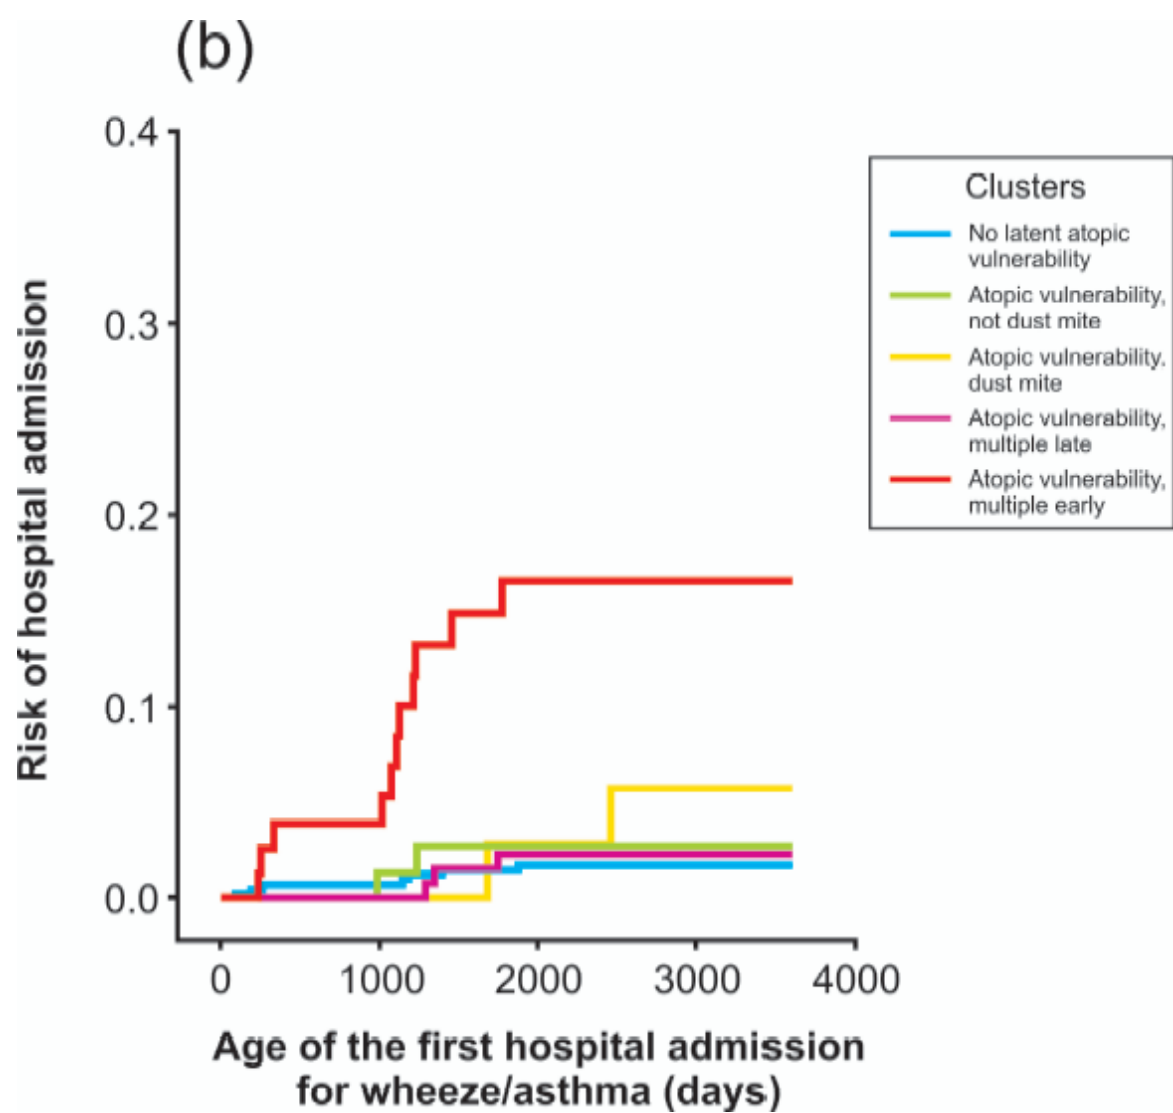 (b)
0.4
0.3
0.2
0.1
0.0
Risk of hospital admission
0 1000 2000 3000 4000
Age of the first hospital admission
for wheeze/asthma (days)
Clusters
No latent atopic
vulnerability
Atopic vulnerability,
not dust mite
Atopic vulnerability,
dust mite
Atopic vulnerability,
multiple late
Atopic vulnerability,
multiple early